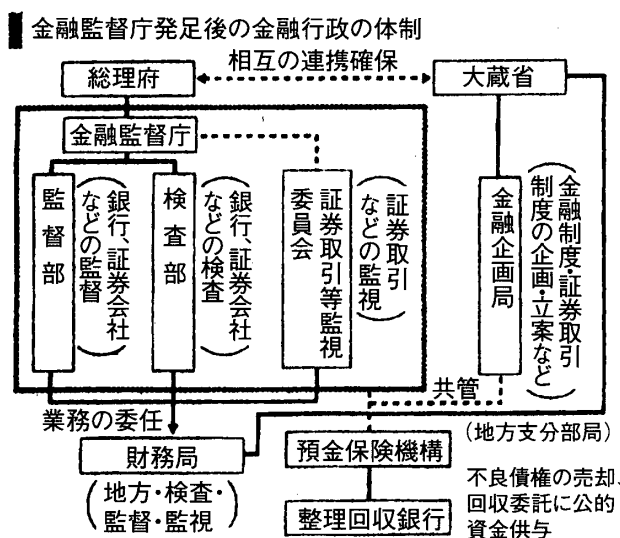 金融監督庁発足後の金融行政の体制
相互の連携確保
総理府
大蔵省
金融監督庁
監督部
(銀行、証券会社
などの監督)
検査部
(銀行、証券会社
などの検査)
証券取引等監視
委員会
(証券取引
などの監視)
金融企画局
(金融制度・証券取引
制度の企画・立案など)
共管
業務の委任
(地方支分部局)
財務局
(地方・検査・
監督・監視)
預金保険機構
整理回収銀行
不良債権の売却、
回収委託に公的
資金供与